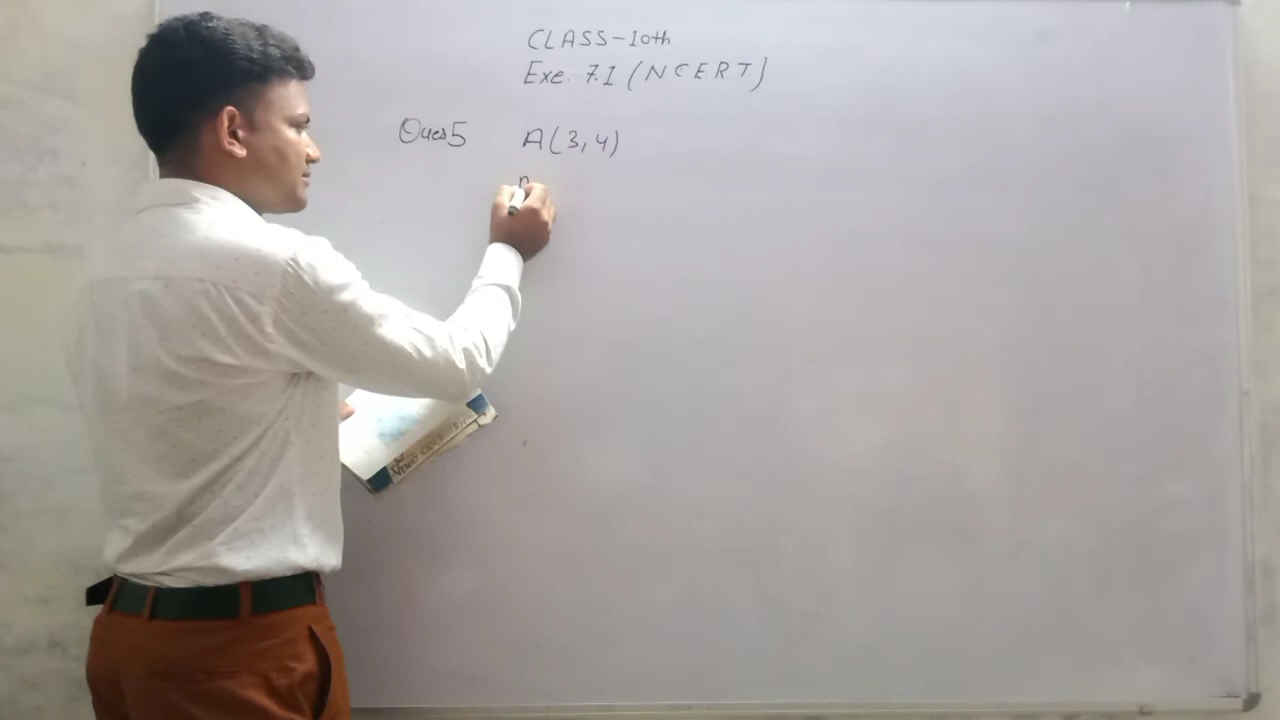 CLASS-10th
Exe. 7.1 (NCERT)
Ques 5 A(3,4)